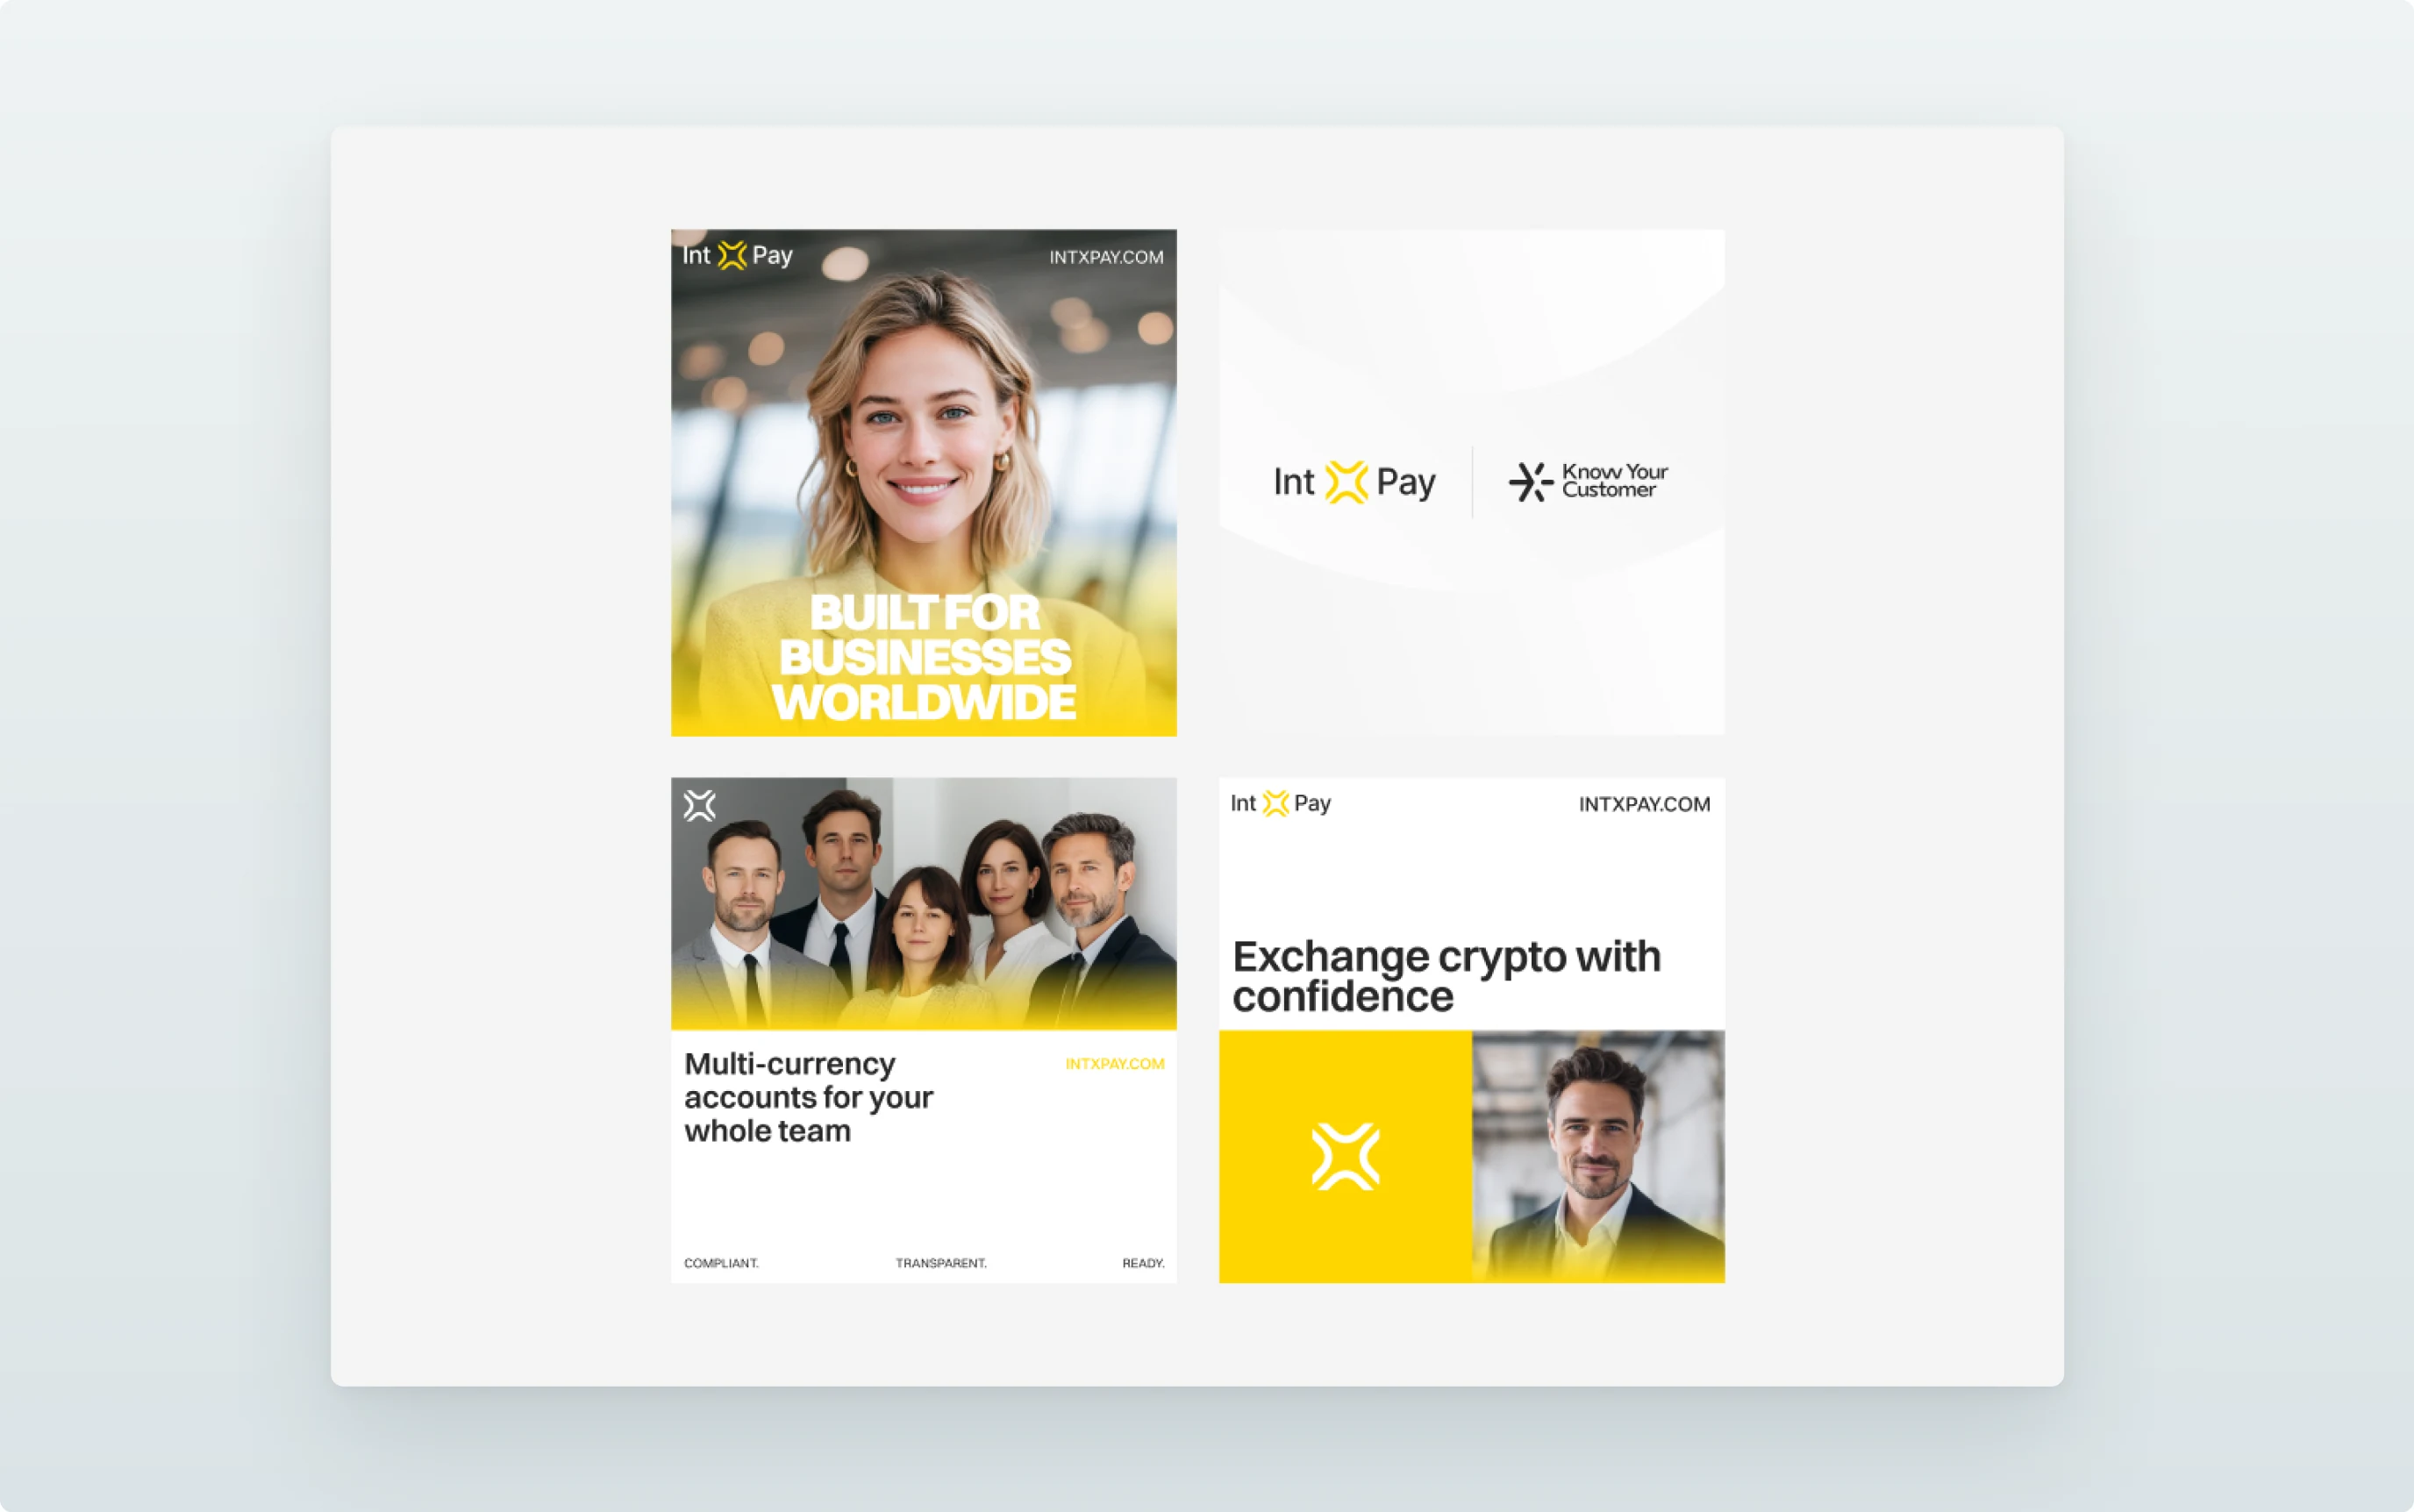 Int Pay
INTXPAY.COM
BUILT FOR
BUSINESSES
WORLDWIDE
Int Pay
Know Your
Customer
Multi-currency
accounts for your
whole team
INTXPAY.COM
COMPLIANT.
TRANSPARENT.
READY.
Int Pay
INTXPAY.COM
Exchange crypto with
confidence